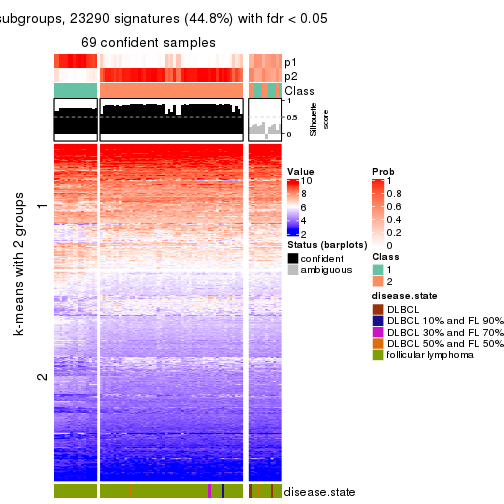 subgroups, 23290 signatures (44.8%) with fdr < 0.05
69 confident samples
p1
p2
Class
1
0.5
0
Silhouette
score
k-means with 2 groups
1
2
Value
10
8
6
4
2
Status (barplots)
confident
ambiguous
Prob
1
0.8
0.6
0.4
0.2
0
Class
1
2
disease.state
DLBCL
DLBCL 10% and FL 90%
DLBCL 30% and FL 70%
DLBCL 50% and FL 50%
follicular lymphoma
disease.state